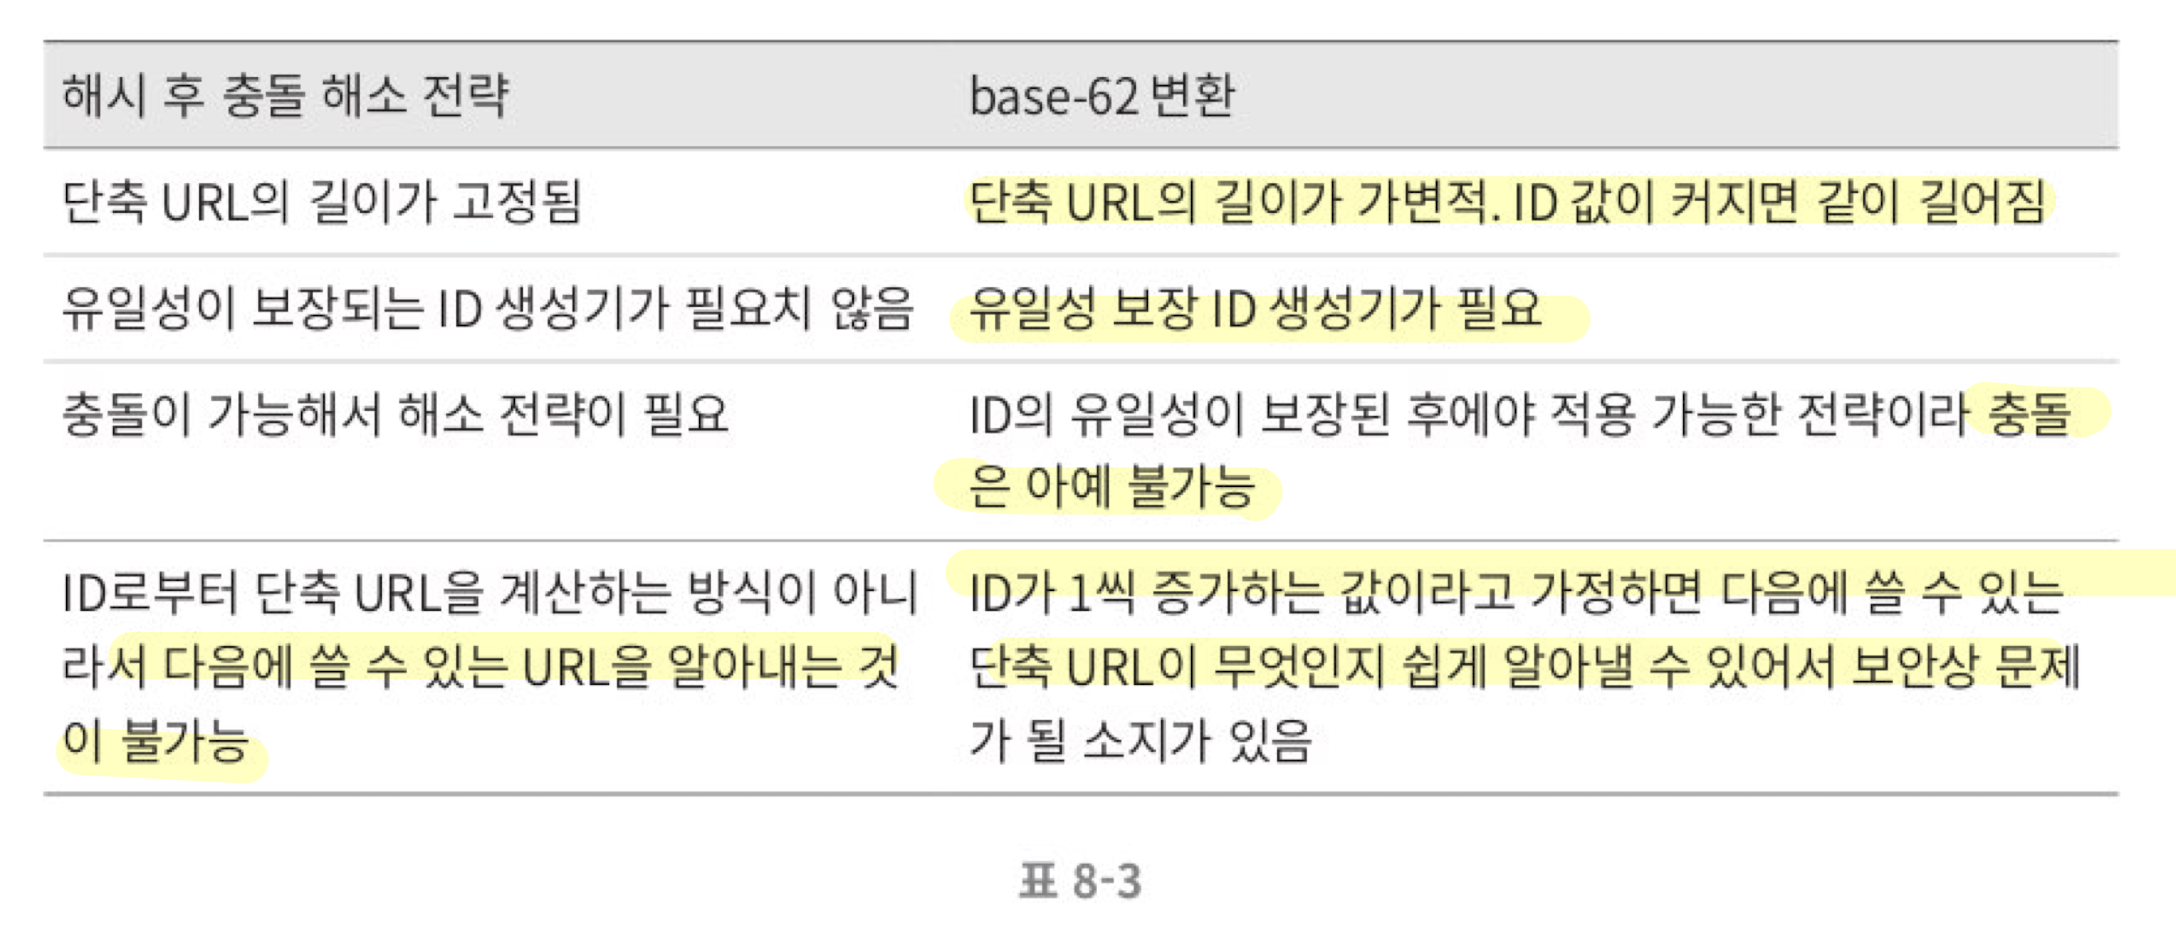 해시 후 충돌 해소 전략
base-62 변환
단축 URL의 길이가 고정됨
단축 URL의 길이가 가변적. ID 값이 커지면 같이 길어짐
유일성이 보장되는 ID 생성기가 필요치 않음
유일성 보장 ID 생성기가 필요
충돌이 가능해서 해소 전략이 필요
ID의 유일성이 보장된 후에야 적용 가능한 전략이라 충돌
은 아예 불가능
ID로부터 단축 URL을 계산하는 방식이 아니
라서 다음에 쓸 수 있는 URL을 알아내는 것
이 불가능
ID가 1씩 증가하는 값이라고 가정하면 다음에 쓸 수 있는
단축 URL이 무엇인지 쉽게 알아낼 수 있어서 보안상 문제
가 될 소지가 있음
표 8-3